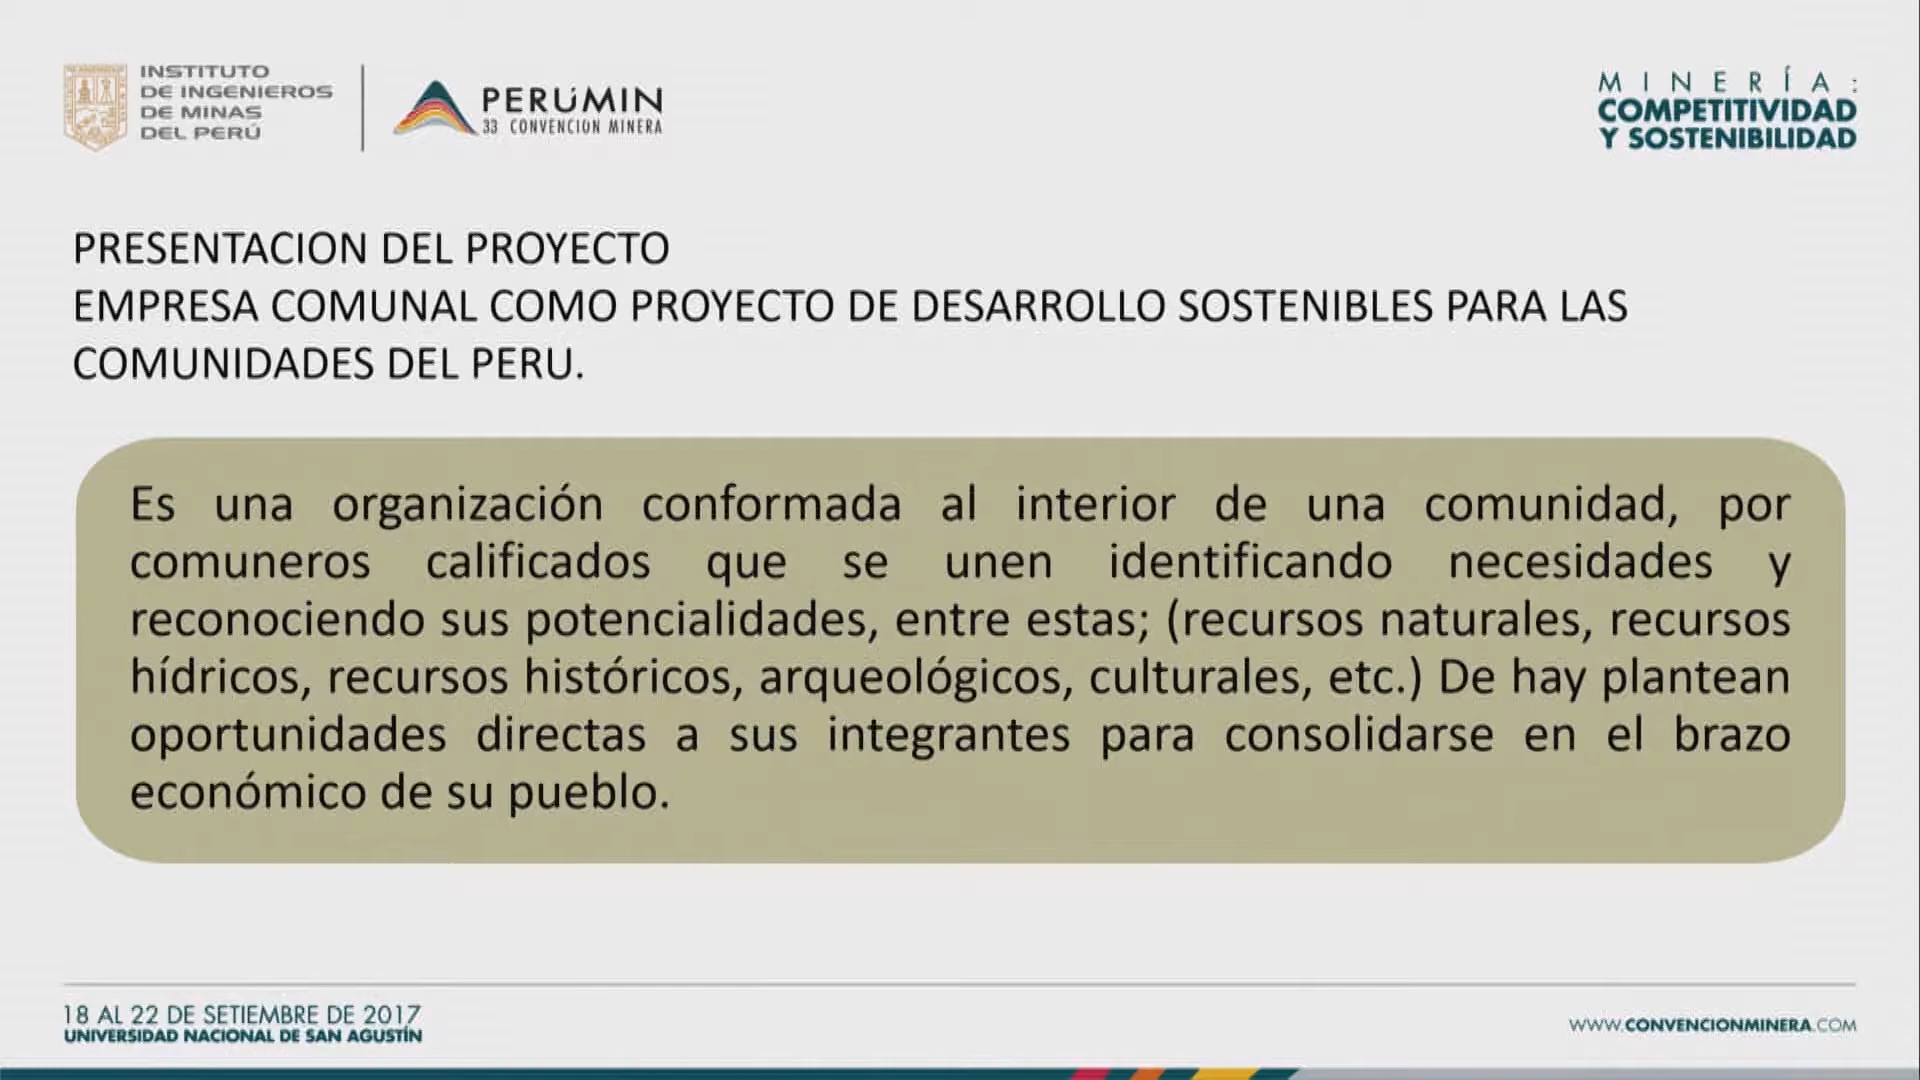 INSTITUTO
DE INGENIEROS
DE MINAS
DEL PERÚ
PERÚMIN
33 CONVENCION MINERA
MINERÍA:
COMPETITIVIDAD
Y SOSTENIBILIDAD
PRESENTACION DEL PROYECTO
EMPRESA COMUNAL COMO PROYECTO DE DESARROLLO SOSTENIBLES PARA LAS
COMUNIDADES DEL PERU.
Es una organización conformada al interior de una comunidad, por
comuneros calificados que se unen identificando necesidades y
reconociendo sus potencialidades, entre estas; (recursos naturales, recursos
hídricos, recursos históricos, arqueológicos, culturales, etc.) De hay plantean
oportunidades directas a sus integrantes para consolidarse en el brazo
económico de su pueblo.
18 AL 22 DE SETIEMBRE DE 2017
UNIVERSIDAD NACIONAL DE SAN AGUSTÍN
WWW.CONVENCIONMINERA.COM